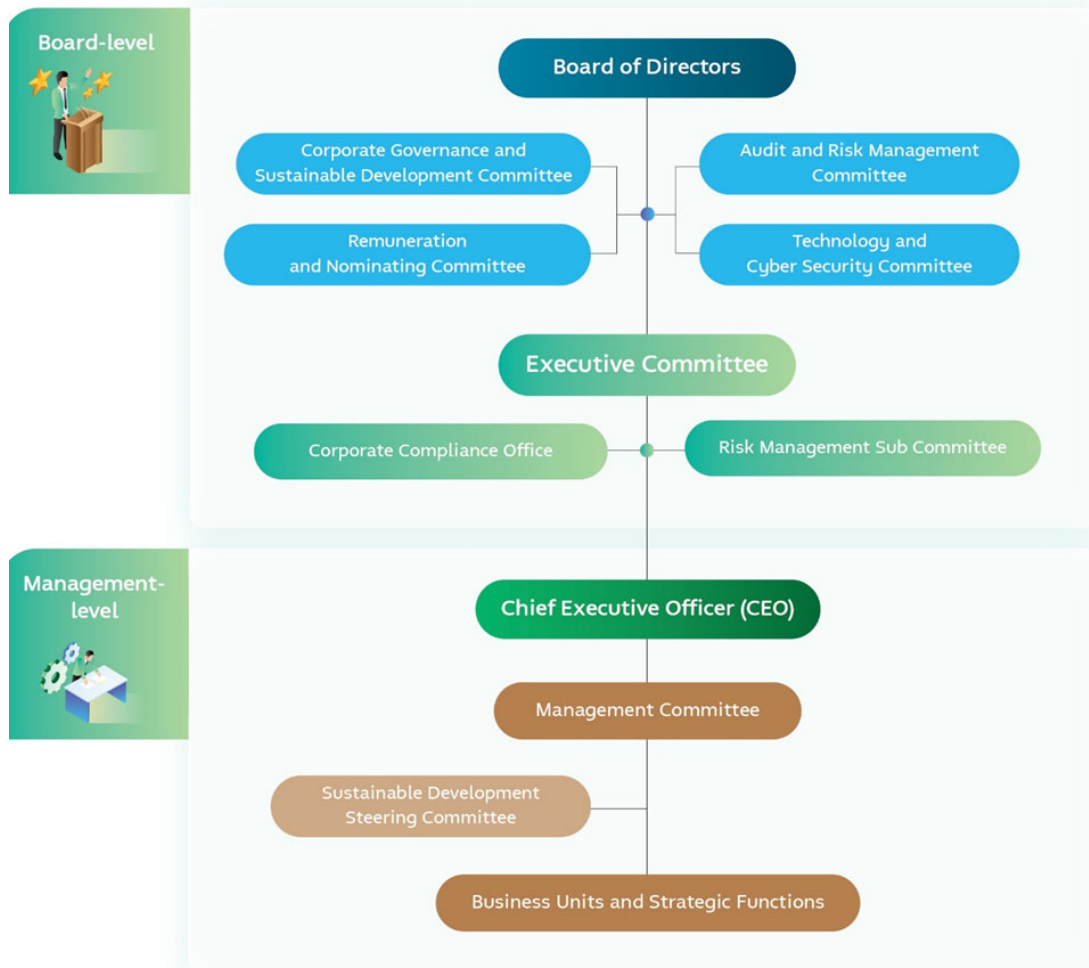 Board-level
Board of Directors
Corporate Governance and
Sustainable Development Committee
Audit and Risk Management
Committee
Remuneration
and Nominating Committee
Technology and
Cyber Security Committee
Executive Committee
Corporate Compliance Office
Risk Management Sub Committee
Management-
level
Chief Executive Officer (CEO)
Management Committee
Sustainable Development
Steering Committee
Business Units and Strategic Functions